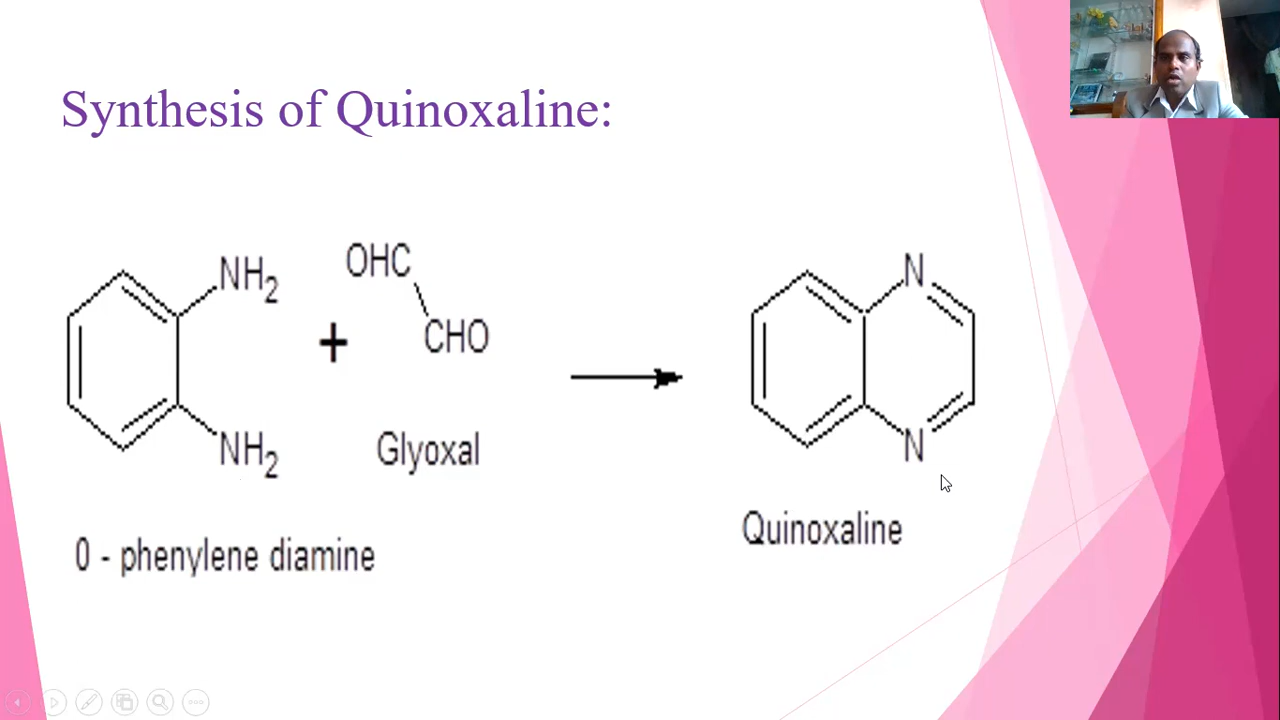 Synthesis of Quinoxaline:
NH2
OHC
+
CHO
NH2
Glyoxal
0 - phenylene diamine
N
N
Quinoxaline